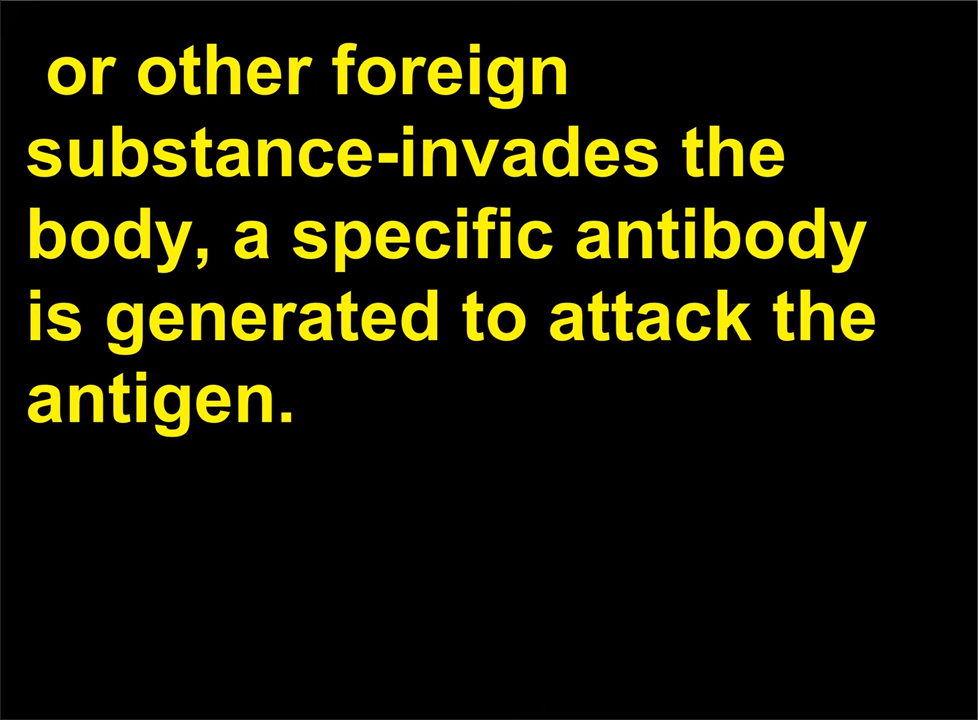 or other foreign
substance-invades the
body, a specific antibody
is generated to attack the
antigen.